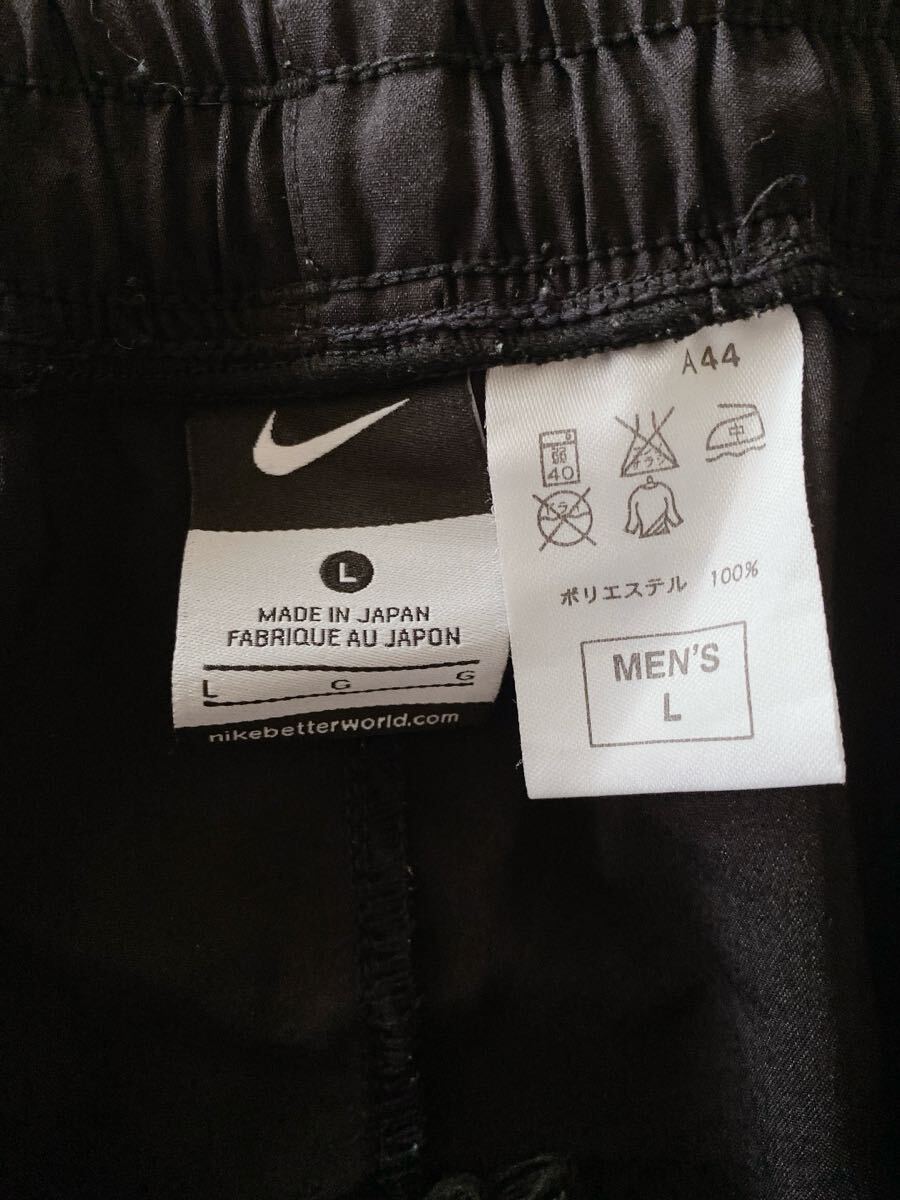 L
MADE IN JAPAN
FABRIQUE AU JAPON
L G G
nikebetterworld.com
A44
弱
40
中
ポリエステル 100%
MEN'S
L